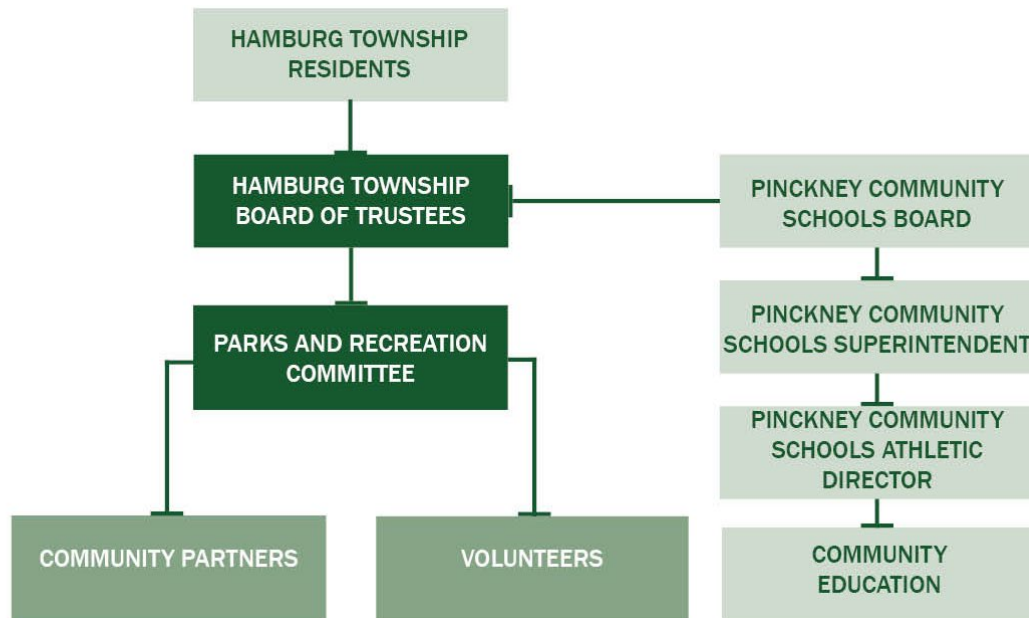 HAMBURG TOWNSHIP
RESIDENTS
HAMBURG TOWNSHIP
BOARD OF TRUSTEES
PARKS AND RECREATION
COMMITTEE
COMMUNITY PARTNERS
VOLUNTEERS
PINCKNEY COMMUNITY
SCHOOLS BOARD
PINCKNEY COMMUNITY
SCHOOLS SUPERINTENDENT
PINCKNEY COMMUNITY
SCHOOLS ATHLETIC
DIRECTOR
COMMUNITY
EDUCATION